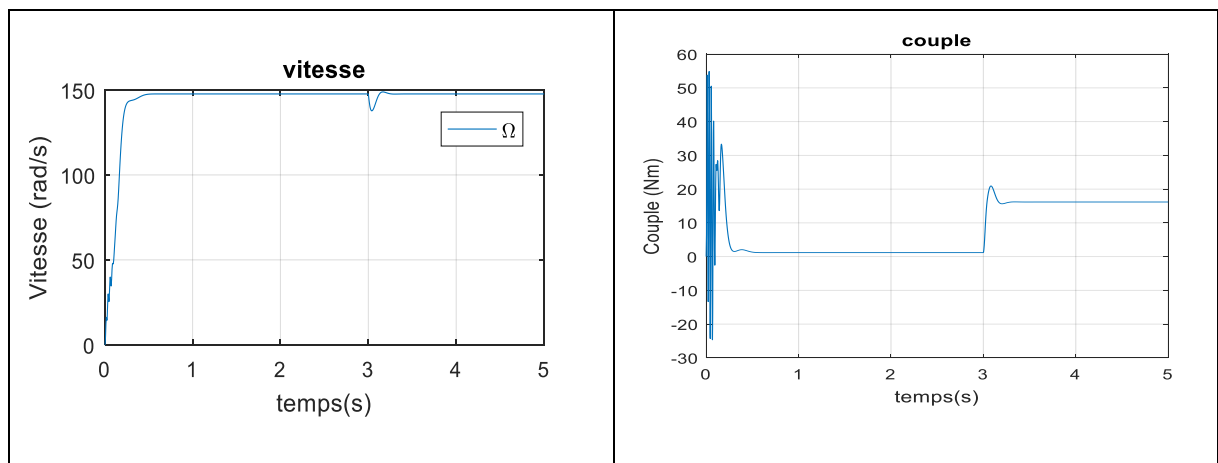 vitesse
150
100
50
0
Vitesse (rad/s)
Ω
0 1 2 3 4 5
temps(s)
couple
60
50
40
30
20
10
0
-10
-20
-30
Couple (Nm)
0 1 2 3 4 5
temps(s)